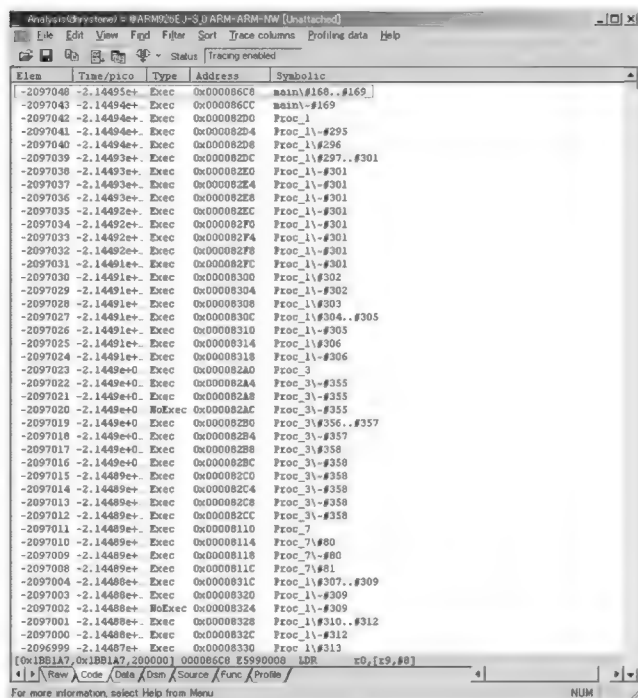 Analysis(dhrystone) = @ARM926EJ-S_0 ARM-ARM-NW [Unattached]
File Edit View Find Filter Sort Trace columns Profiling data Help
Status Tracing enabled
Elem Time/pico Type Address Symbolic
-2097048 -2.14495e+ Exec 0x000086C8 main\#168..#169
-2097043 -2.14494e+ Exec 0x000086CC main\-#169
-2097042 -2.14494e+ Exec 0x000082D0 Proc_1
-2097041 -2.14494e+ Exec 0x000082D4 Proc_1\-#295
-2097040 -2.14494e+ Exec 0x000082D8 Proc_1\#296
-2097039 -2.14493e+ Exec 0x000082DC Proc_1\#297..#301
-2097038 -2.14493e+ Exec 0x000082E0 Proc_1\-#301
-2097037 -2.14493e+ Exec 0x000082E4 Proc_1\-#301
-2097036 -2.14493e+ Exec 0x000082E8 Proc_1\-#301
-2097035 -2.14492e+ Exec 0x000082EC Proc_1\-#301
-2097034 -2.14492e+ Exec 0x000082F0 Proc_1\-#301
-2097033 -2.14492e+ Exec 0x000082F4 Proc_1\-#301
-2097032 -2.14492e+ Exec 0x000082F8 Proc_1\-#301
-2097031 -2.14491e+ Exec 0x000082FC Proc_1\-#301
-2097030 -2.14491e+ Exec 0x00008300 Proc_1\#302
-2097029 -2.14491e+ Exec 0x00008304 Proc_1\-#302
-2097028 -2.14491e+ Exec 0x00008308 Proc_1\#303
-2097027 -2.14491e+ Exec 0x0000830C Proc_1\#304..#305
-2097026 -2.14491e+ Exec 0x00008310 Proc_1\-#305
-2097025 -2.14491e+ Exec 0x00008314 Proc_1\#306
-2097024 -2.14491e+ Exec 0x00008318 Proc_1\-#306
-2097023 -2.1449e+0 Exec 0x000082A0 Proc_3
-2097022 -2.1449e+0 Exec 0x000082A4 Proc_3\-#355
-2097021 -2.1449e+0 Exec 0x000082A8 Proc_3\-#355
-2097020 -2.1449e+0 NoExec 0x000082AC Proc_3\-#355
-2097019 -2.1449e+0 Exec 0x000082B0 Proc_3\#356..#357
-2097018 -2.1449e+0 Exec 0x000082B4 Proc_3\-#357
-2097017 -2.1449e+0 Exec 0x000082B8 Proc_3\#358
-2097016 -2.1449e+0 Exec 0x000082BC Proc_3\-#358
-2097015 -2.14489e+ Exec 0x000082C0 Proc_3\-#358
-2097014 -2.14489e+ Exec 0x000082C4 Proc_3\-#358
-2097013 -2.14489e+ Exec 0x000082C8 Proc_3\-#358
-2097012 -2.14489e+ Exec 0x000082CC Proc_3\-#358
-2097011 -2.14489e+ Exec 0x00008110 Proc_7
-2097010 -2.14489e+ Exec 0x00008114 Proc_7\#80
-2097009 -2.14489e+ Exec 0x00008118 Proc_7\-#80
-2097008 -2.14489e+ Exec 0x0000811C Proc_7\#81
-2097004 -2.14488e+ Exec 0x0000831C Proc_1\#307..#309
-2097003 -2.14488e+ Exec 0x00008320 Proc_1\-#309
-2097002 -2.14488e+ NoExec 0x00008324 Proc_1\-#309
-2097001 -2.14488e+ Exec 0x00008328 Proc_1\#310..#312
-2097000 -2.14488e+ Exec 0x0000832C Proc_1\-#312
-2096999 -2.14487e+ Exec 0x00008330 Proc_1\#313
[0x1BB1A7,0x1BB1A7,200000] 000086C8 E5990008 LDR r0,[r9,#8]
Raw Code Data Dsm Source Func Profile
For more information, select Help from Menu NUM